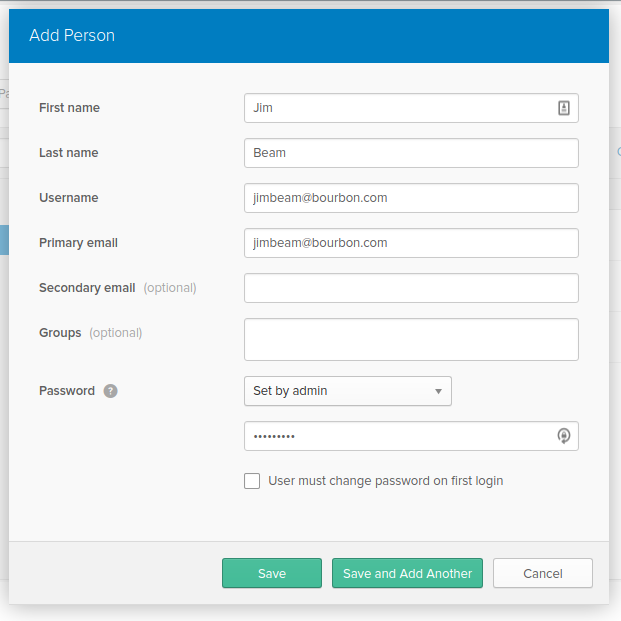 Add Person
First name Jim
Last name Beam
Username jimbeam@bourbon.com
Primary email jimbeam@bourbon.com
Secondary email (optional)
Groups (optional)
Password ? Set by admin
•••••••••
User must change password on first login
Save Save and Add Another Cancel